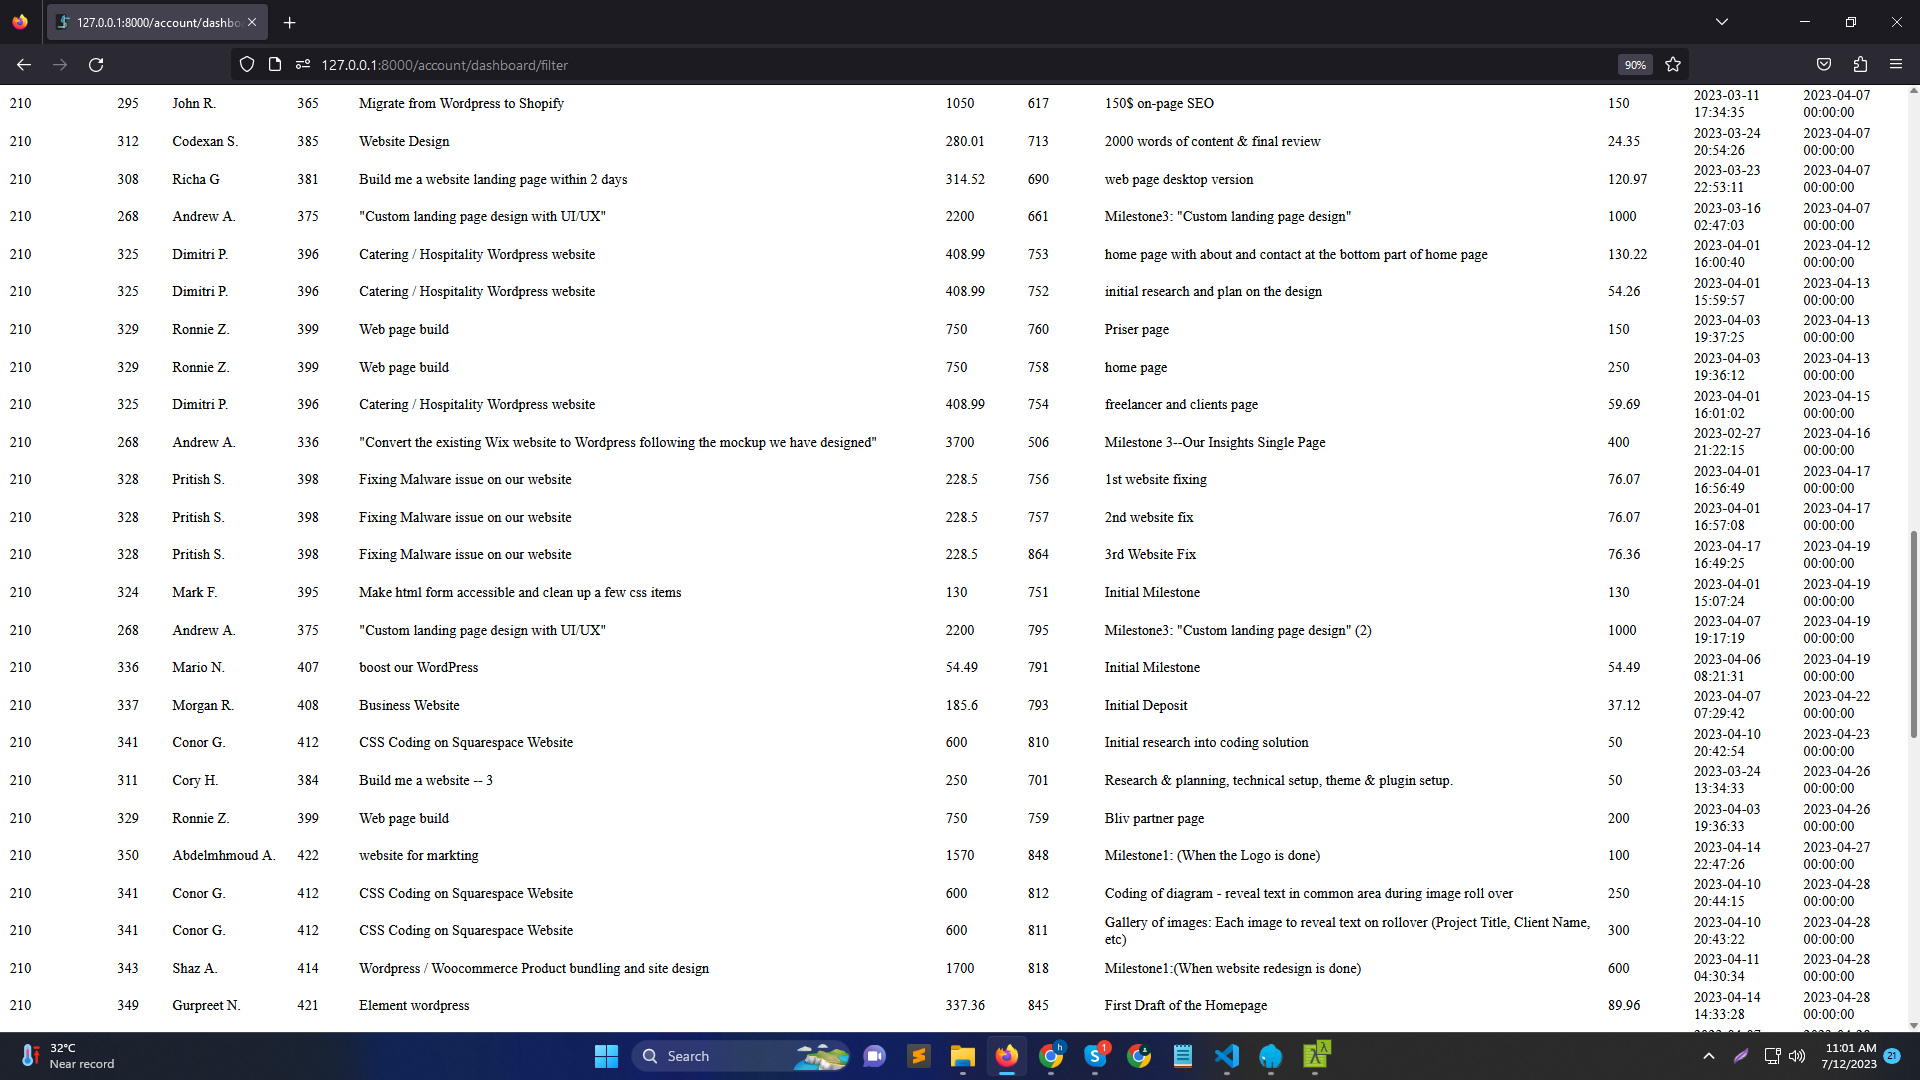 127.0.0.1:8000/account/dashbo
127.0.0.1:8000/account/dashboard/filter
90%
210 295 John R. 365 Migrate from Wordpress to Shopify 1050 617 150$ on-page SEO 150 2023-03-11 17:34:35 2023-04-07 00:00:00
210 312 Codexan S. 385 Website Design 280.01 713 2000 words of content & final review 24.35 2023-03-24 20:54:26 2023-04-07 00:00:00
210 308 Richa G 381 Build me a website landing page within 2 days 314.52 690 web page desktop version 120.97 2023-03-23 22:53:11 2023-04-07 00:00:00
210 268 Andrew A. 375 "Custom landing page design with UI/UX" 2200 661 Milestone3: "Custom landing page design" 1000 2023-03-16 02:47:03 2023-04-07 00:00:00
210 325 Dimitri P. 396 Catering / Hospitality Wordpress website 408.99 753 home page with about and contact at the bottom part of home page 130.22 2023-04-01 16:00:40 2023-04-12 00:00:00
210 325 Dimitri P. 396 Catering / Hospitality Wordpress website 408.99 752 initial research and plan on the design 54.26 2023-04-01 15:59:57 2023-04-13 00:00:00
210 329 Ronnie Z. 399 Web page build 750 760 Priser page 150 2023-04-03 19:37:25 2023-04-13 00:00:00
210 329 Ronnie Z. 399 Web page build 750 758 home page 250 2023-04-03 19:36:12 2023-04-13 00:00:00
210 325 Dimitri P. 396 Catering / Hospitality Wordpress website 408.99 754 freelancer and clients page 59.69 2023-04-01 16:01:02 2023-04-15 00:00:00
210 268 Andrew A. 336 "Convert the existing Wix website to Wordpress following the mockup we have designed" 3700 506 Milestone 3--Our Insights Single Page 400 2023-02-27 21:22:15 2023-04-16 00:00:00
210 328 Pritish S. 398 Fixing Malware issue on our website 228.5 756 1st website fixing 76.07 2023-04-01 16:56:49 2023-04-17 00:00:00
210 328 Pritish S. 398 Fixing Malware issue on our website 228.5 757 2nd website fix 76.07 2023-04-01 16:57:08 2023-04-17 00:00:00
210 328 Pritish S. 398 Fixing Malware issue on our website 228.5 864 3rd Website Fix 76.36 2023-04-17 16:49:25 2023-04-19 00:00:00
210 324 Mark F. 395 Make html form accessible and clean up a few css items 130 751 Initial Milestone 130 2023-04-01 15:07:24 2023-04-19 00:00:00
210 268 Andrew A. 375 "Custom landing page design with UI/UX" 2200 795 Milestone3: "Custom landing page design" (2) 1000 2023-04-07 19:17:19 2023-04-19 00:00:00
210 336 Mario N. 407 boost our WordPress 54.49 791 Initial Milestone 54.49 2023-04-06 08:21:31 2023-04-19 00:00:00
210 337 Morgan R. 408 Business Website 185.6 793 Initial Deposit 37.12 2023-04-07 07:29:42 2023-04-22 00:00:00
210 341 Conor G. 412 CSS Coding on Squarespace Website 600 810 Initial research into coding solution 50 2023-04-10 20:42:54 2023-04-23 00:00:00
210 311 Cory H. 384 Build me a website -- 3 250 701 Research & planning, technical setup, theme & plugin setup. 50 2023-03-24 13:34:33 2023-04-26 00:00:00
210 329 Ronnie Z. 399 Web page build 750 759 Bliv partner page 200 2023-04-03 19:36:33 2023-04-26 00:00:00
210 350 Abdelmhmoud A. 422 website for markting 1570 848 Milestone1: (When the Logo is done) 100 2023-04-14 22:47:26 2023-04-27 00:00:00
210 341 Conor G. 412 CSS Coding on Squarespace Website 600 812 Coding of diagram - reveal text in common area during image roll over 250 2023-04-10 20:44:15 2023-04-28 00:00:00
210 341 Conor G. 412 CSS Coding on Squarespace Website 600 811 Gallery of images: Each image to reveal text on rollover (Project Title, Client Name, etc) 300 2023-04-10 20:43:22 2023-04-28 00:00:00
210 343 Shaz A. 414 Wordpress / Woocommerce Product bundling and site design 1700 818 Milestone1:(When website redesign is done) 600 2023-04-11 04:30:34 2023-04-28 00:00:00
210 349 Gurpreet N. 421 Element wordpress 337.36 845 First Draft of the Homepage 89.96 2023-04-14 14:33:28 2023-04-28 00:00:00
32°C
Near record
Search
h
1
11:01 AM
7/12/2023
21